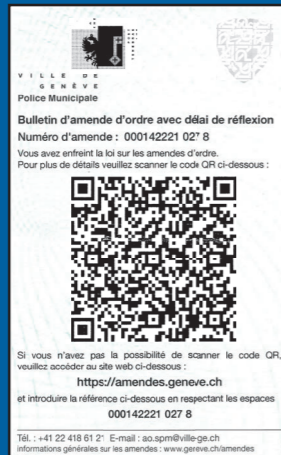 VILLE DE
GENÈVE
Police Municipale
Bulletin d'amende d'ordre avec délai de réflexion
Numéro d'amende : 000142221 027 8
Vous avez enfreint la loi sur les amendes d'ordre.
Pour plus de détails veuillez scanner le code QR ci-dessous :
Si vous n'avez pas la possibilité de scanner le code QR,
veuillez accéder au site web ci-dessous :
https://amendes.geneve.ch
et introduire la référence ci-dessous en respectant les espaces
000142221 027 8
Tél. : +41 22 418 61 21 E-mail : ao.spm@ville-ge.ch
informations générales sur les amendes : www.gereve.ch/amendes